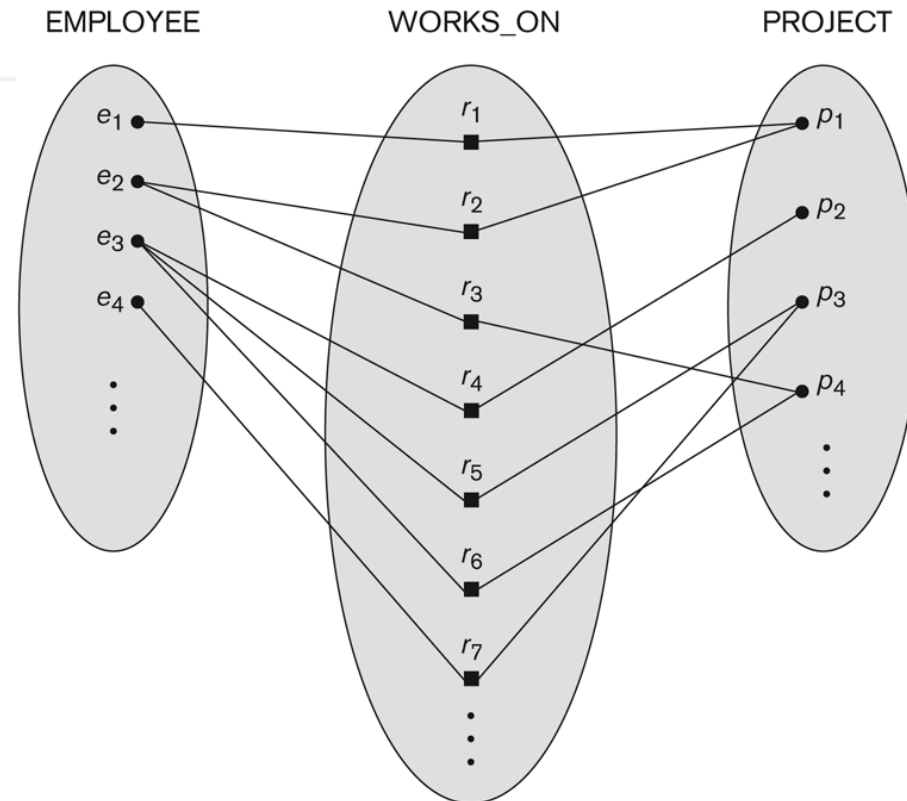 EMPLOYEE WORKS_ON PROJECT
e1 r1 p1
e2 r2 p2
e3 r3 p3
e4 r4 p4
r5
r6
r7